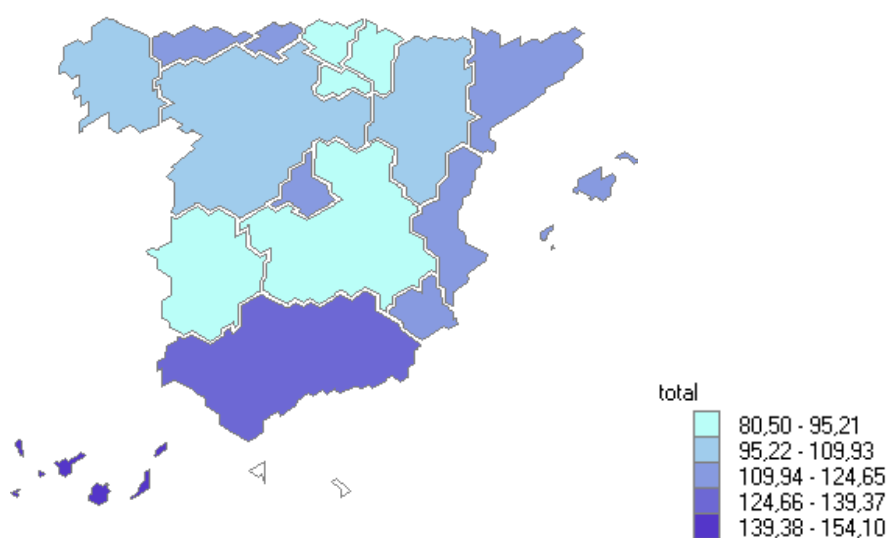 total
80,50 - 95,21
95,22 - 109,93
109,94 - 124,65
124,66 - 139,37
139,38 - 154,10